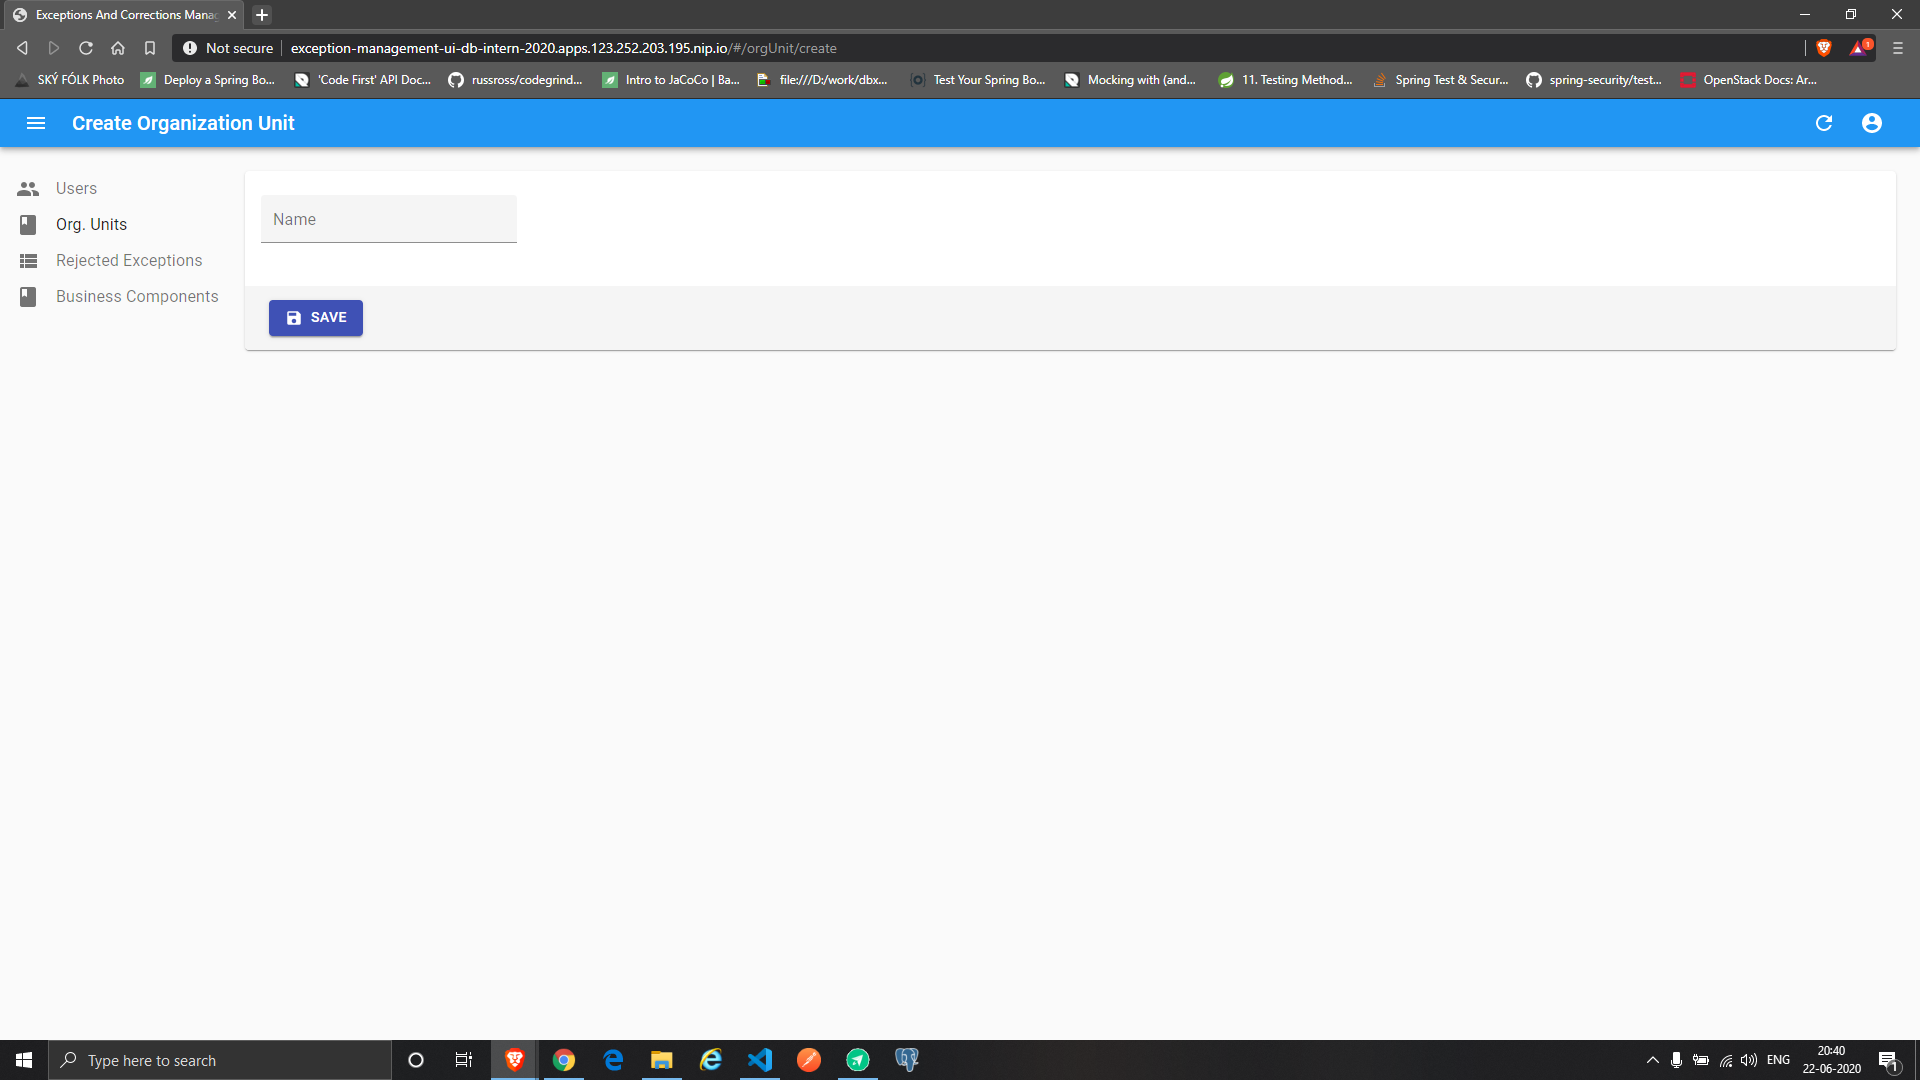 Exceptions And Corrections Mana
Not secure
exception-management-ui-db-intern-2020.apps.123.252.203.195.nip.io/#/orgUnit/create
1
SKÝ FÓLK Photo
Deploy a Spring Bo...
'Code First' API Doc...
russross/codegrind...
Intro to JaCoCo | Ba...
file:///D:/work/dbx...
Test Your Spring Bo...
Mocking with (and...
11. Testing Method...
Spring Test & Secur...
spring-security/test...
OpenStack Docs: Ar...
Create Organization Unit
Users
Org. Units
Rejected Exceptions
Business Components
Name
SAVE
Type here to search
ENG
20:40
22-06-2020
1